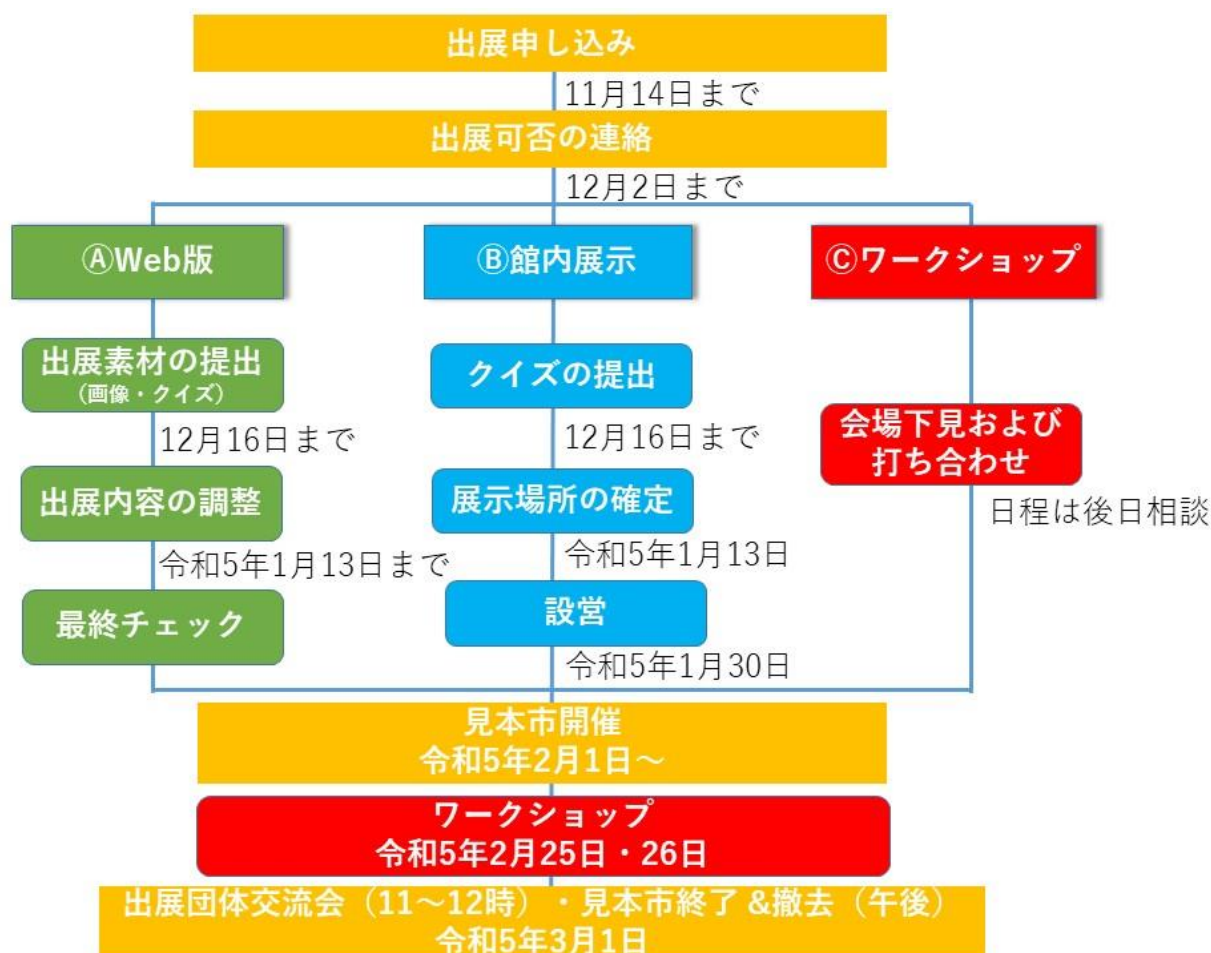 出展申し込み
11月14日まで
出展可否の連絡
12月2日まで
ⒶWeb版
Ⓑ館内展示
Ⓒワークショップ
出展素材の提出
(画像・クイズ)
クイズの提出
会場下見および
打ち合わせ
12月16日まで
12月16日まで
出展内容の調整
展示場所の確定
日程は後日相談
令和5年1月13日まで
令和5年1月13日
最終チェック
設営
令和5年1月30日
見本市開催
令和5年2月1日～
ワークショップ
令和5年2月25日・26日
出展団体交流会（11～12時）・見本市終了 &撤去（午後）
令和5年3月1日